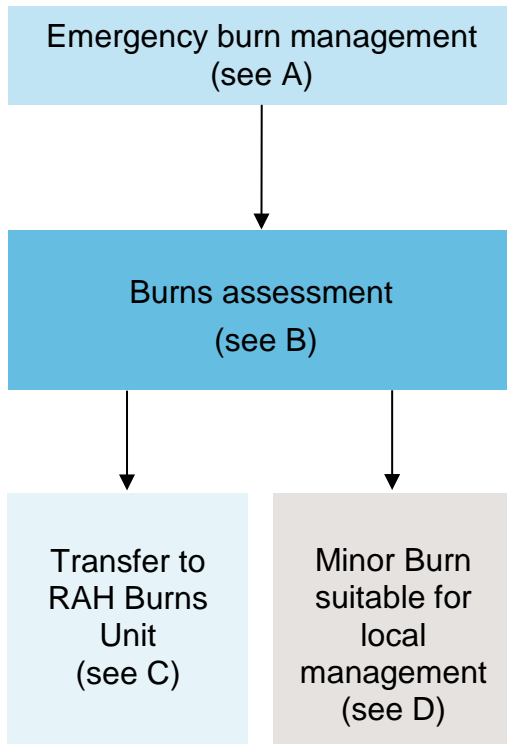 Emergency burn management
(see A)
Burns assessment
(see B)
Transfer to
RAH Burns
Unit
(see C)
Minor Burn
suitable for
local
management
(see D)